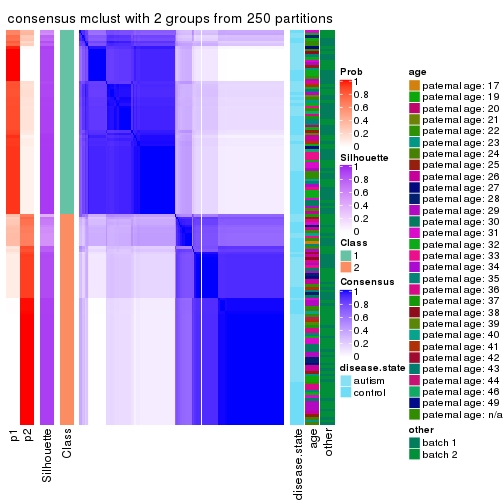 consensus mclust with 2 groups from 250 partitions
p1
p2
Silhouette
Class
disease.state
age
other
Prob
1
0.8
0.6
0.4
0.2
0
Silhouette
1
0.8
0.6
0.4
0.2
0
Class
1
2
Consensus
1
0.8
0.6
0.4
0.2
0
disease.state
autism
control
age
paternal age: 17
paternal age: 19
paternal age: 20
paternal age: 21
paternal age: 22
paternal age: 23
paternal age: 24
paternal age: 25
paternal age: 26
paternal age: 27
paternal age: 28
paternal age: 29
paternal age: 30
paternal age: 31
paternal age: 32
paternal age: 33
paternal age: 34
paternal age: 35
paternal age: 36
paternal age: 37
paternal age: 38
paternal age: 39
paternal age: 40
paternal age: 41
paternal age: 42
paternal age: 43
paternal age: 44
paternal age: 46
paternal age: 49
paternal age: n/a
other
batch 1
batch 2